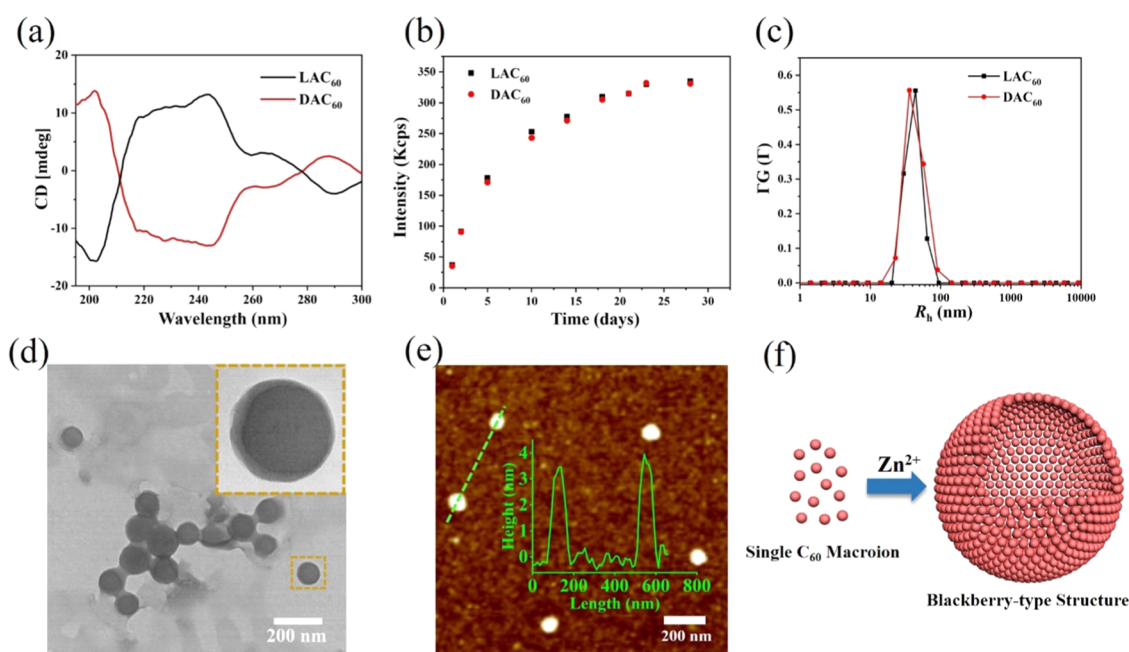 (a)
20
10
0
-10
-20
CD [mdeg]
LAC60
DAC60
200
220
240
260
280
300
Wavelength (nm)
(b)
350
300
250
200
150
100
50
0
Intensity (Kcps)
LAC60
DAC60
0
5
10
15
20
25
30
Time (days)
(c)
0.6
0.5
0.4
0.3
0.2
0.1
0.0
ΓG (Γ)
LAC60
DAC60
1
10
100
1000
10000
Rh (nm)
(d)
200 nm
(e)
4
3
2
1
0
Height (nm)
0
200
400
600
800
Length (nm)
200 nm
(f)
Zn2+
Single C60 Macroion
Blackberry-type Structure